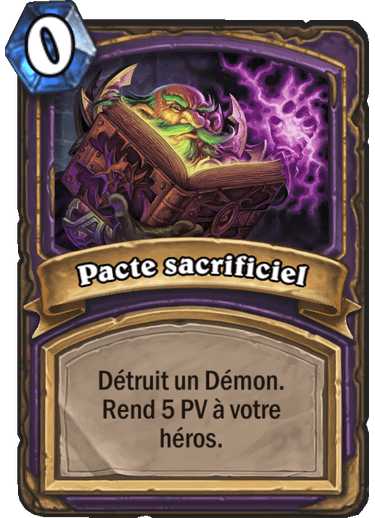 0
Pacte sacrificiel
Détruit un Démon.
Rend 5 PV à votre
héros.